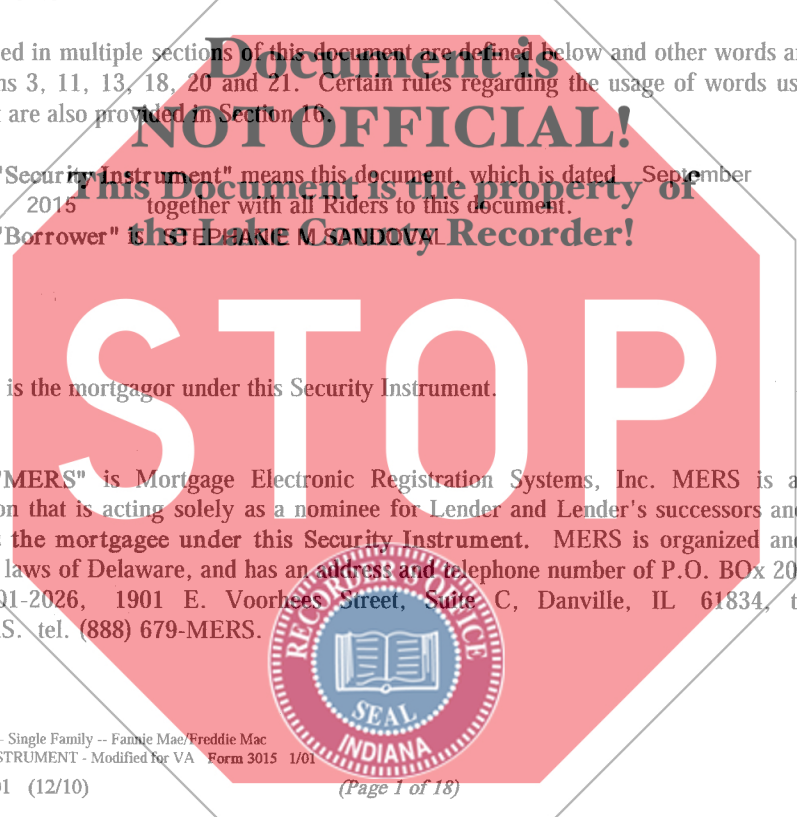 Document is
ed in multiple sections of this document are defined below and other words a
ns 3, 11, 13, 18, 20 and 21. Certain rules regarding the usage of words us
t are also provided in Section 16.
NOT OFFICIAL!
"Security Instrument" means this document, which is dated September
This Document is the property of
2015 together with all Riders to this document.
"Borrower" is STEPHANIE M SANDOVAL
the Lake County Recorder!
STOP
is the mortgagor under this Security Instrument.
"MERS" is Mortgage Electronic Registration Systems, Inc. MERS is a
on that is acting solely as a nominee for Lender and Lender's successors and
the mortgagee under this Security Instrument. MERS is organized and
laws of Delaware, and has an address and telephone number of P.O. BOx 20
91-2026, 1901 E. Voorhees Street, Suite C, Danville, IL 61834, t
S. tel. (888) 679-MERS.
RECORDER'S OFFICE
SEAL
INDIANA
- Single Family -- Fannie Mae/Freddie Mac
STRUMENT - Modified for VA Form 3015 1/01
01 (12/10) (Page 1 of 18)